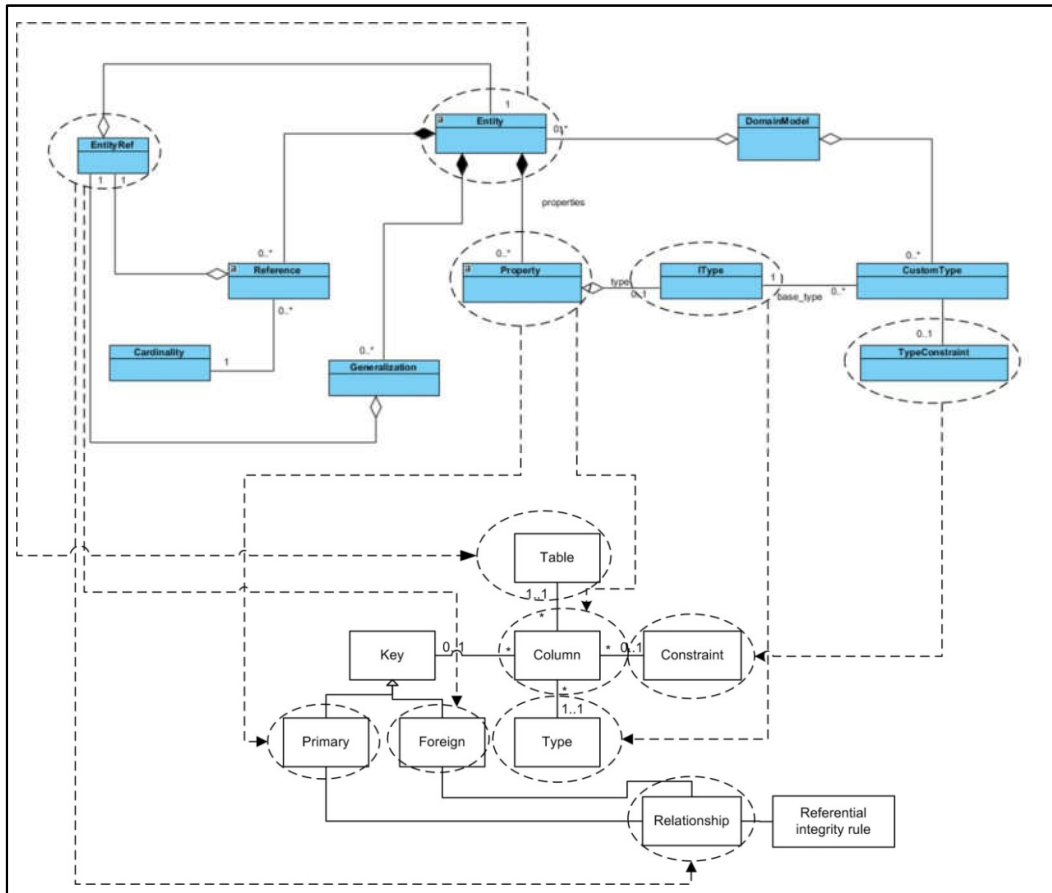 1
Entity
0..*
DomainModel
EntityRef
1
1
properties
0..*
0..*
0..*
Reference
Property
type
0..1
IType
1
base_type
0..*
CustomType
0..*
0..1
Cardinality
1
0..*
Generalization
TypeConstraint
Table
1..1
*
Key
0..1
*
Column
*
0..1
Constraint
*
1..1
Primary
Foreign
Type
Relationship
Referential
integrity rule